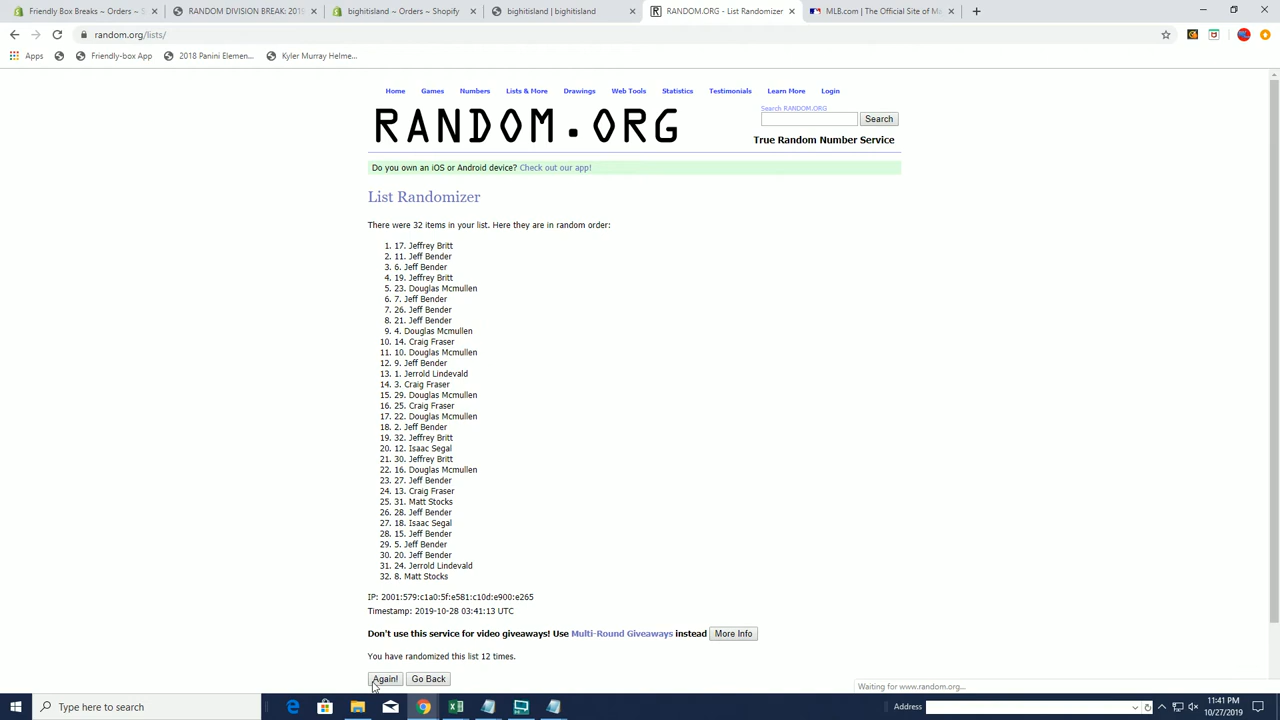 Friendly Box Breaks ~ Orders ~ S
RANDOM DIVISION BREAK: 2018
bighitisland ~ Orders ~ Shopify
bighitisland | bighitisland
RANDOM.ORG - List Randomizer
MLB.com | The Official Site of Ma
random.org/lists/
Apps
Friendly-box App
2018 Panini Elemen...
Kyler Murray Helme...
Home Games Numbers Lists & More Drawings Web Tools Statistics Testimonials Learn More Login
Search RANDOM.ORG
RANDOM.ORG
Search
True Random Number Service
Do you own an iOS or Android device? Check out our app!
List Randomizer
There were 32 items in your list. Here they are in random order:
1. 17. Jeffrey Britt
2. 11. Jeff Bender
3. 6. Jeff Bender
4. 19. Jeffrey Britt
5. 23. Douglas Mcmullen
6. 7. Jeff Bender
7. 26. Jeff Bender
8. 21. Jeff Bender
9. 4. Douglas Mcmullen
10. 14. Craig Fraser
11. 10. Douglas Mcmullen
12. 9. Jeff Bender
13. 1. Jerrold Lindevald
14. 3. Craig Fraser
15. 29. Douglas Mcmullen
16. 25. Craig Fraser
17. 22. Douglas Mcmullen
18. 2. Jeff Bender
19. 32. Jeffrey Britt
20. 12. Isaac Segal
21. 30. Jeffrey Britt
22. 16. Douglas Mcmullen
23. 27. Jeff Bender
24. 13. Craig Fraser
25. 31. Matt Stocks
26. 28. Jeff Bender
27. 18. Isaac Segal
28. 15. Jeff Bender
29. 5. Jeff Bender
30. 20. Jeff Bender
31. 24. Jerrold Lindevald
32. 8. Matt Stocks
IP: 2001:579:c1a0:5f:e581:c10d:e900:e265
Timestamp: 2019-10-28 03:41:13 UTC
Don't use this service for video giveaways! Use Multi-Round Giveaways instead More Info
You have randomized this list 12 times.
Again! Go Back
Waiting for www.random.org...
Type here to search
Address
11:41 PM
10/27/2019